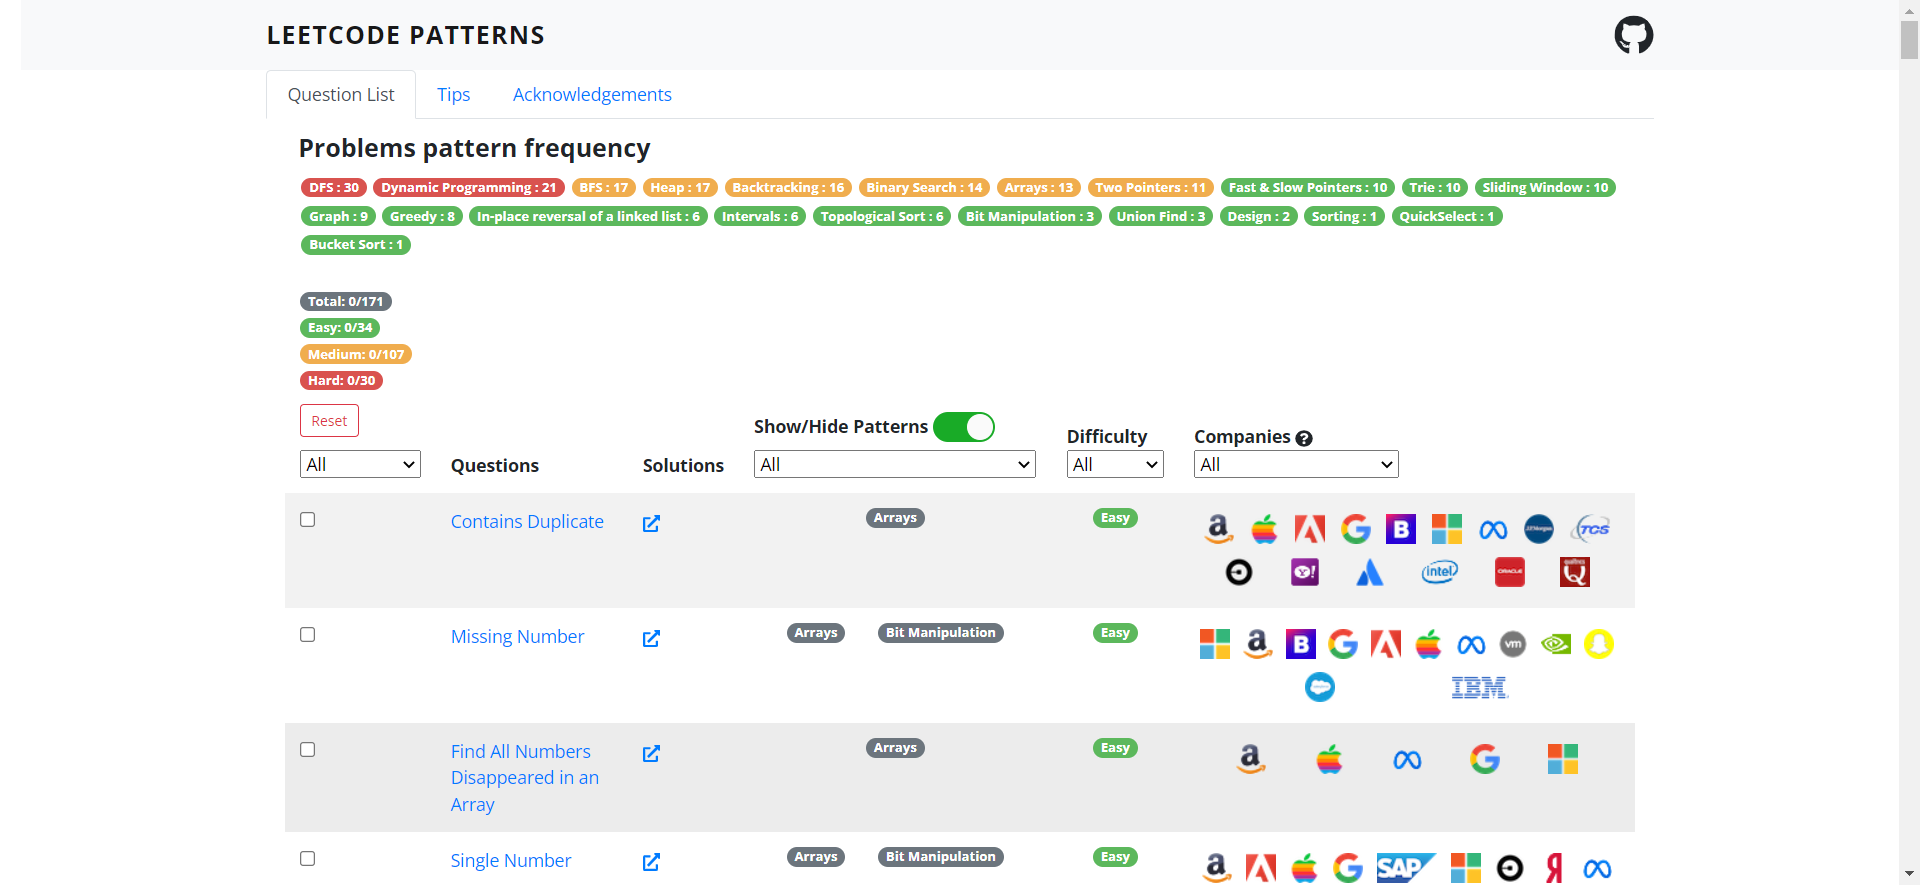 LEETCODE PATTERNS
Question List Tips Acknowledgements
Problems pattern frequency
DFS : 30 Dynamic Programming : 21 BFS : 17 Heap : 17 Backtracking : 16 Binary Search : 14 Arrays : 13 Two Pointers : 11 Fast & Slow Pointers : 10 Trie : 10 Sliding Window : 10
Graph : 9 Greedy : 8 In-place reversal of a linked list : 6 Intervals : 6 Topological Sort : 6 Bit Manipulation : 3 Union Find : 3 Design : 2 Sorting : 1 QuickSelect : 1
Bucket Sort : 1
Total: 0/171
Easy: 0/34
Medium: 0/107
Hard: 0/30
Reset
Show/Hide Patterns
Difficulty Companies ?
All Questions Solutions All All All
Contains Duplicate Arrays Easy
a G B TCS
Y! intel ORACLE Q
Missing Number Arrays Bit Manipulation Easy
a B G vm
IBM
Find All Numbers Arrays Easy
Disappeared in an
Array
a G
Single Number Arrays Bit Manipulation Easy
a G SAP Я